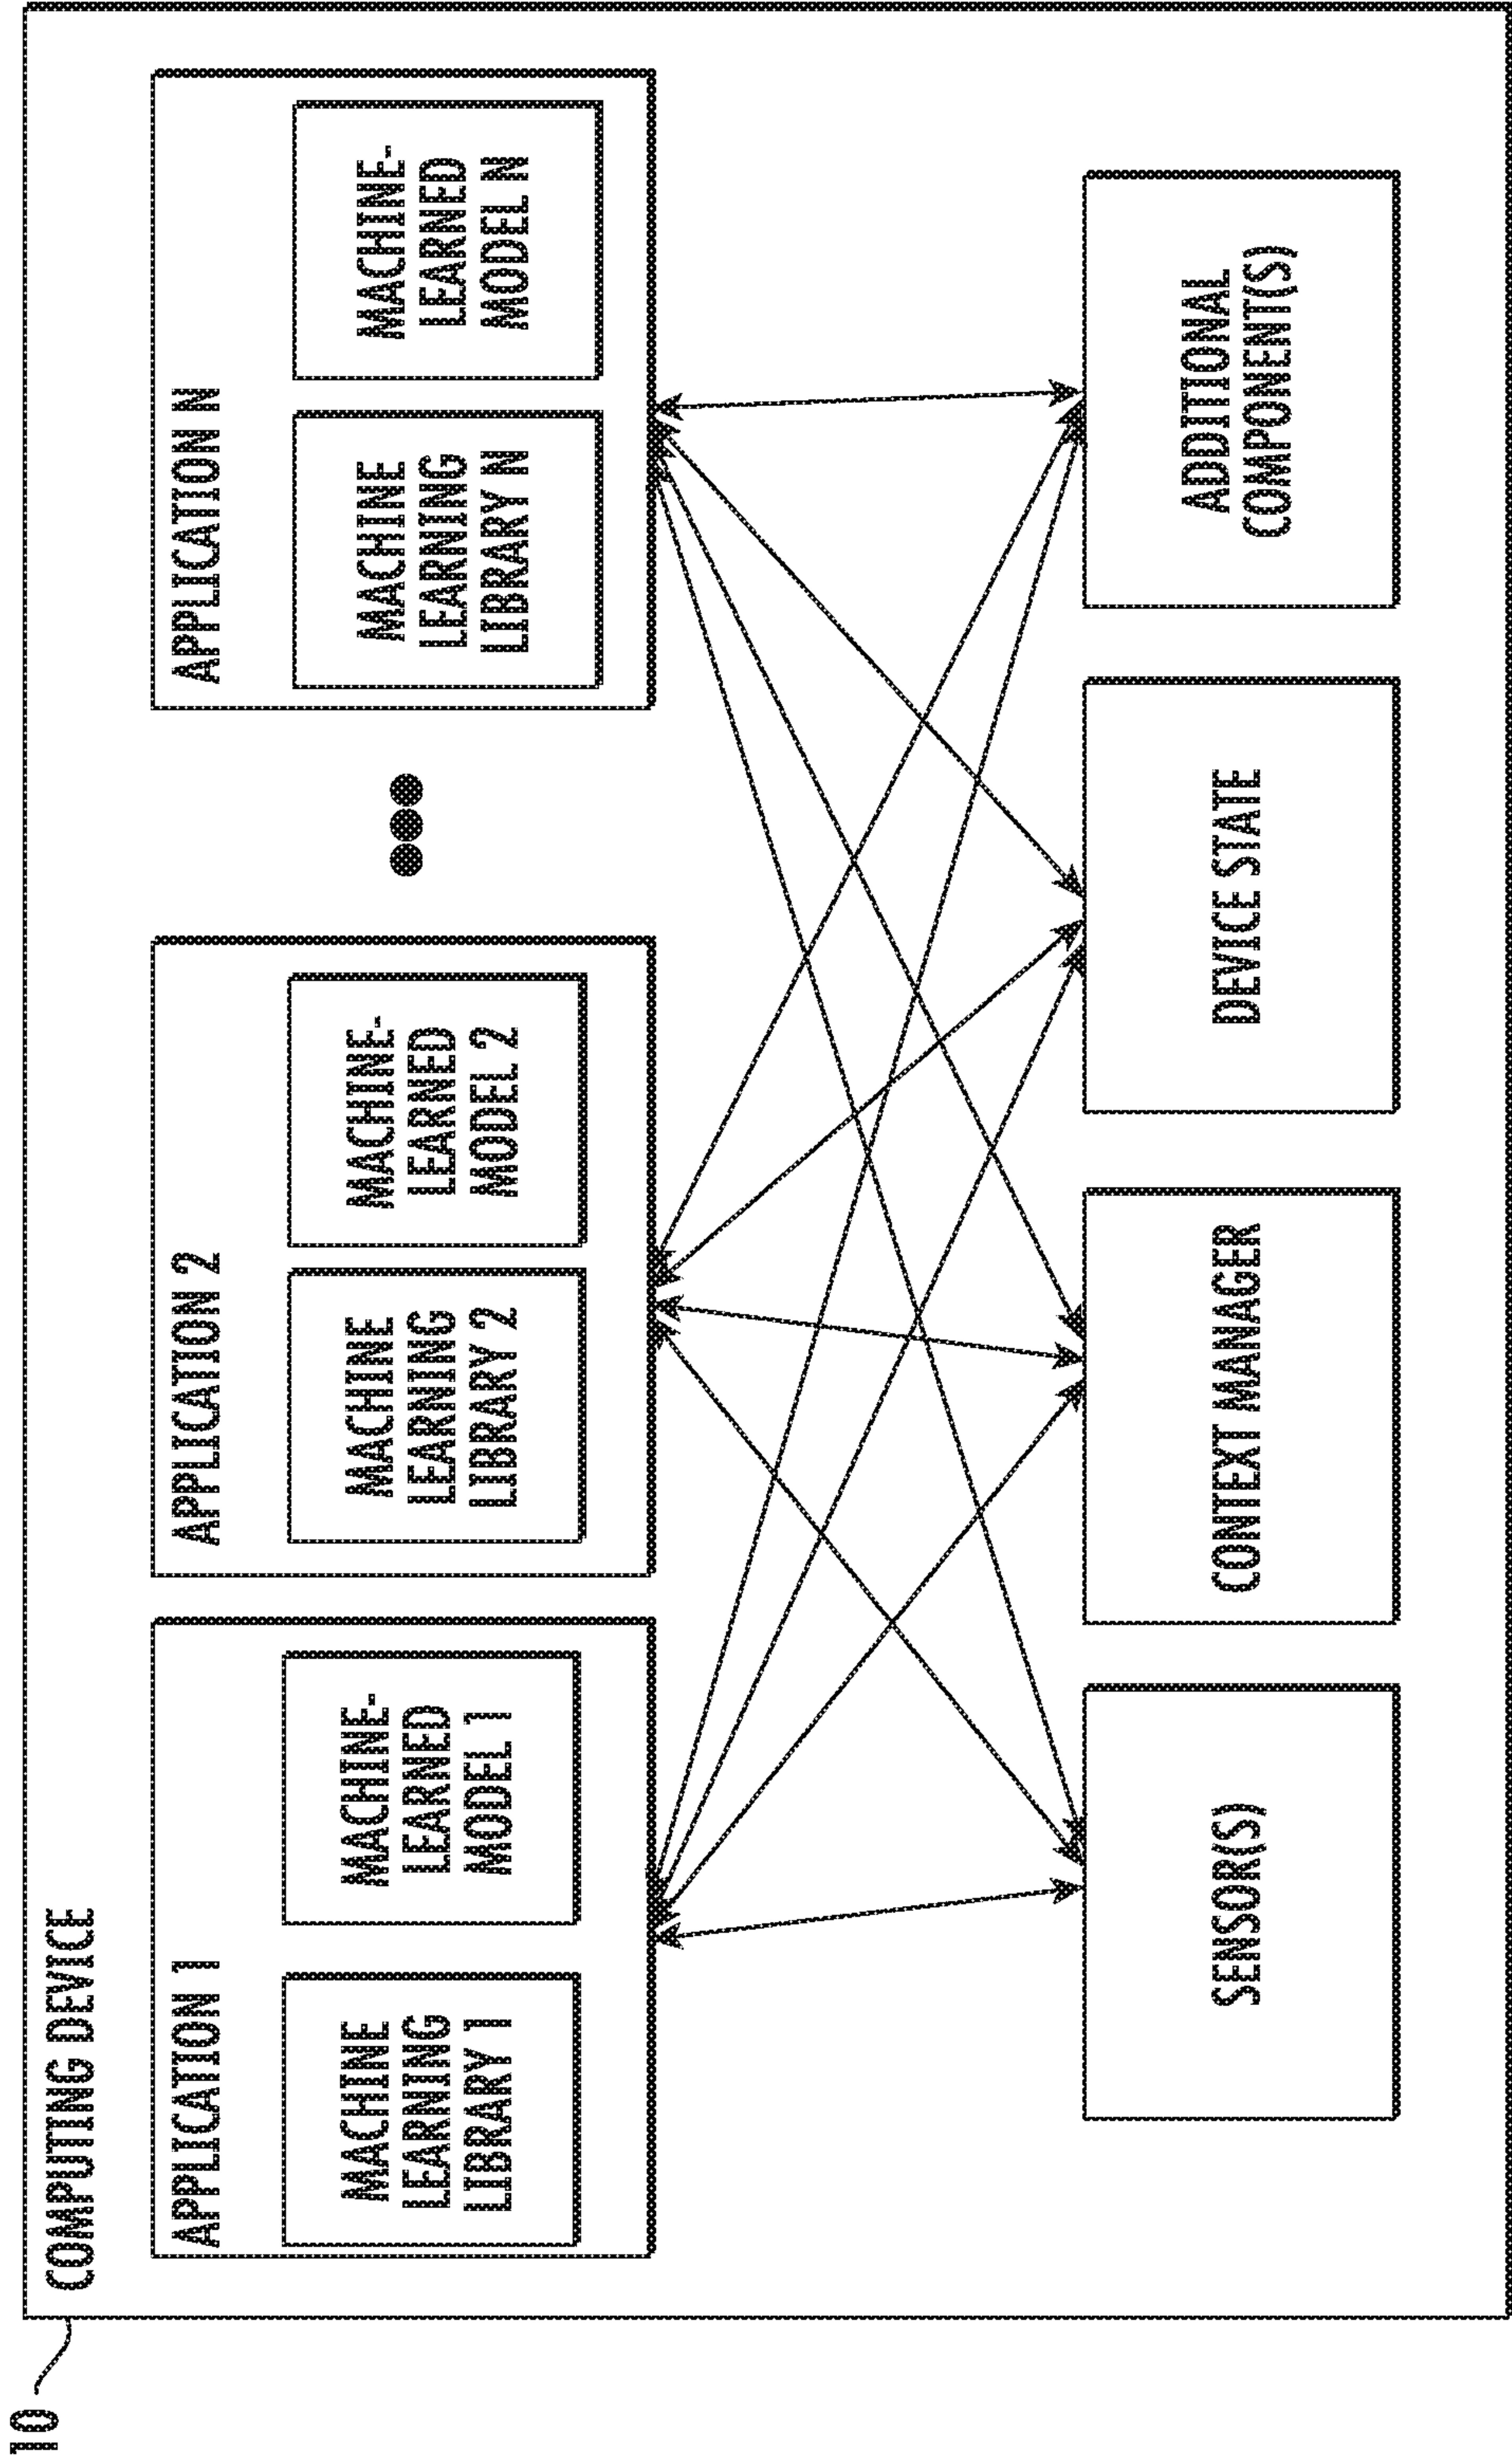 10
COMPUTING DEVICE
APPLICATION 1
MACHINE
LEARNING
LIBRARY 1
MACHINE-
LEARNED
MODEL 1
APPLICATION 2
MACHINE
LEARNING
LIBRARY 2
MACHINE-
LEARNED
MODEL 2
APPLICATION N
MACHINE
LEARNING
LIBRARY N
MACHINE-
LEARNED
MODEL N
SENSOR(S)
CONTEXT MANAGER
DEVICE STATE
ADDITIONAL
COMPONENT(S)